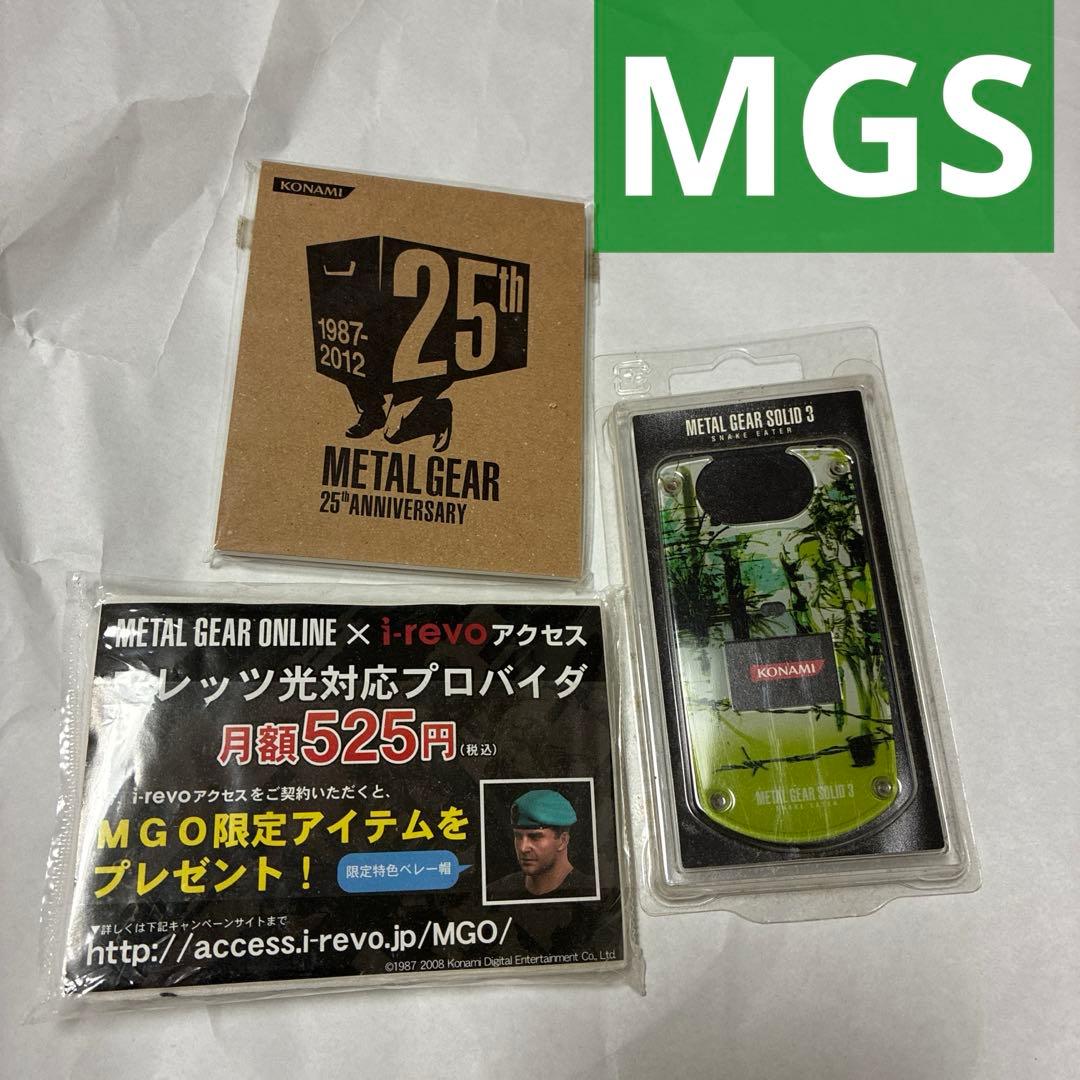 MGS
KONAMI
25th
1987-
2012
METAL GEAR
25th ANNIVERSARY
METAL GEAR SOLID 3
SNAKE EATER
KONAMI
METAL GEAR SOLID 3
SNAKE EATER
METAL GEAR ONLINE × i-revoアクセス
レッツ光対応プロバイダ
月額525円(税込)
i-revoアクセスをご契約いただくと、
MGO限定アイテムを
プレゼント!
限定特色ベレー帽
▼詳しくは下記キャンペーンサイトまで
http://access.i-revo.jp/MGO/
©1987 2008 Konami Digital Entertainment Co., Ltd.